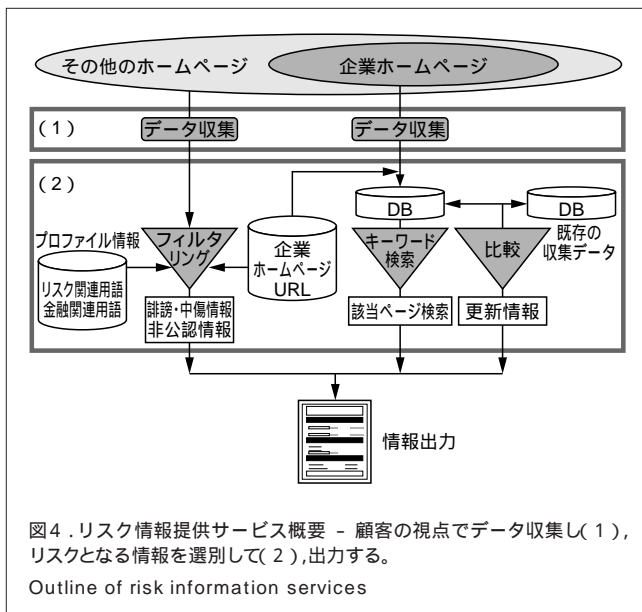 その他のホームページ
企業ホームページ
(1)
データ収集
データ収集
(2)
プロファイル情報
リスク関連用語
金融関連用語
フィルタ
リング
企業
ホームページ
URL
DB
キーワード
検索
比較
DB
既存の
収集データ
誹謗・中傷情報
非公認情報
該当ページ検索
更新情報
情報出力
図4.リスク情報提供サービス概要 - 顧客の視点でデータ収集し(1),
リスクとなる情報を選別して(2),出力する。
Outline of risk information services